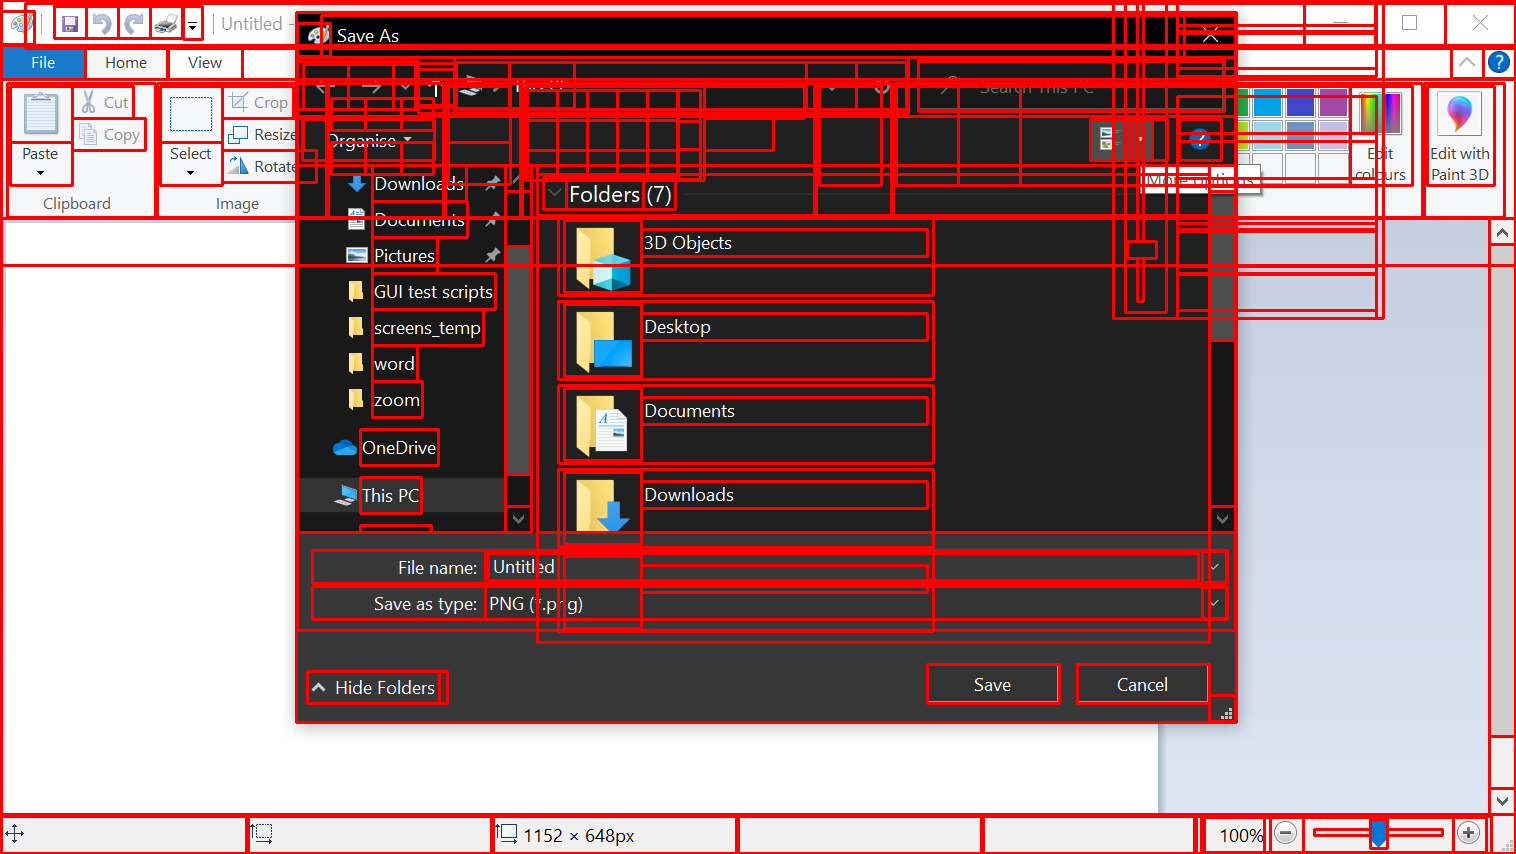 Untitled -
Save As
File
Home
View
Search This PC
Cut
Copy
Paste
Clipboard
Crop
Resize
Rotate
Select
Image
Organise
Edit
colours
Edit with
Paint 3D
More options
Downloads
Documents
Pictures
GUI test scripts
screens_temp
word
zoom
OneDrive
This PC
Folders (7)
3D Objects
Desktop
Documents
Downloads
File name: Untitled
Save as type: PNG (*.png)
Hide Folders
Save
Cancel
1152 × 648px
100%